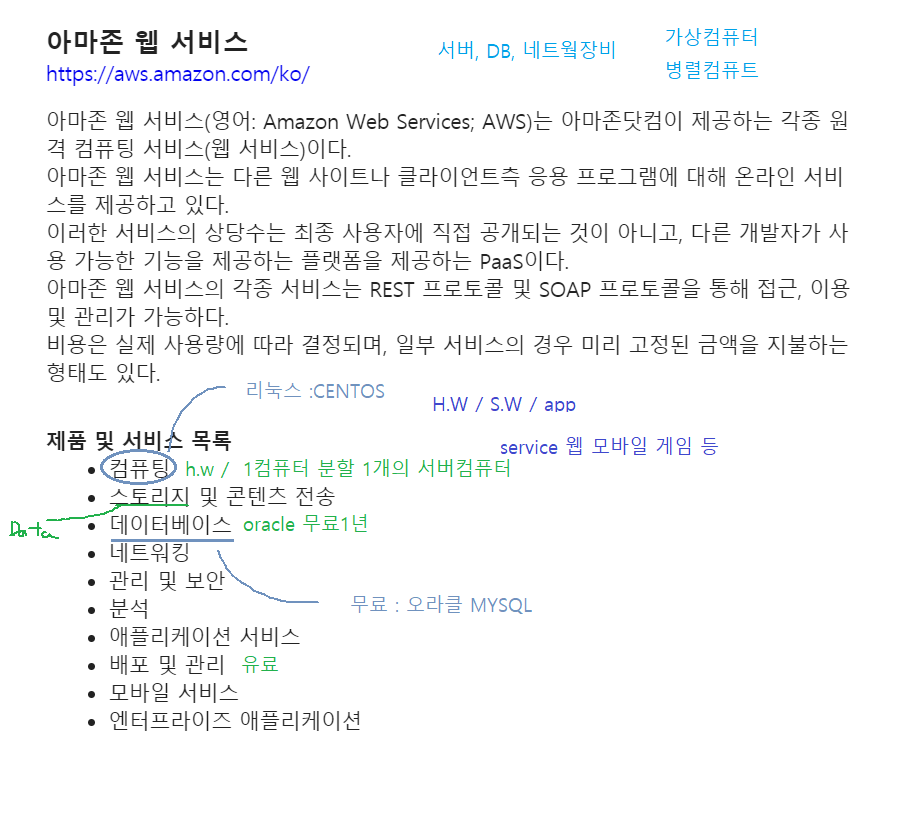 아마존 웹 서비스
서버, DB, 네트웤장비
가상컴퓨터
https://aws.amazon.com/ko/
병렬컴퓨트
아마존 웹 서비스(영어: Amazon Web Services; AWS)는 아마존닷컴이 제공하는 각종 원
격 컴퓨팅 서비스(웹 서비스)이다.
아마존 웹 서비스는 다른 웹 사이트나 클라이언트측 응용 프로그램에 대해 온라인 서비
스를 제공하고 있다.
이러한 서비스의 상당수는 최종 사용자에 직접 공개되는 것이 아니고, 다른 개발자가 사
용 가능한 기능을 제공하는 플랫폼을 제공하는 PaaS이다.
아마존 웹 서비스의 각종 서비스는 REST 프로토콜 및 SOAP 프로토콜을 통해 접근, 이용
및 관리가 가능하다.
비용은 실제 사용량에 따라 결정되며, 일부 서비스의 경우 미리 고정된 금액을 지불하는
형태도 있다.
리눅스 :CENTOS
H.W / S.W / app
제품 및 서비스 목록
service 웹 모바일 게임 등
컴퓨팅 h.w / 1컴퓨터 분할 1개의 서버컴퓨터
스토리지 및 콘텐츠 전송
Data
데이터베이스 oracle 무료1년
네트워킹
관리 및 보안
분석
무료 : 오라클 MYSQL
애플리케이션 서비스
배포 및 관리 유료
모바일 서비스
엔터프라이즈 애플리케이션